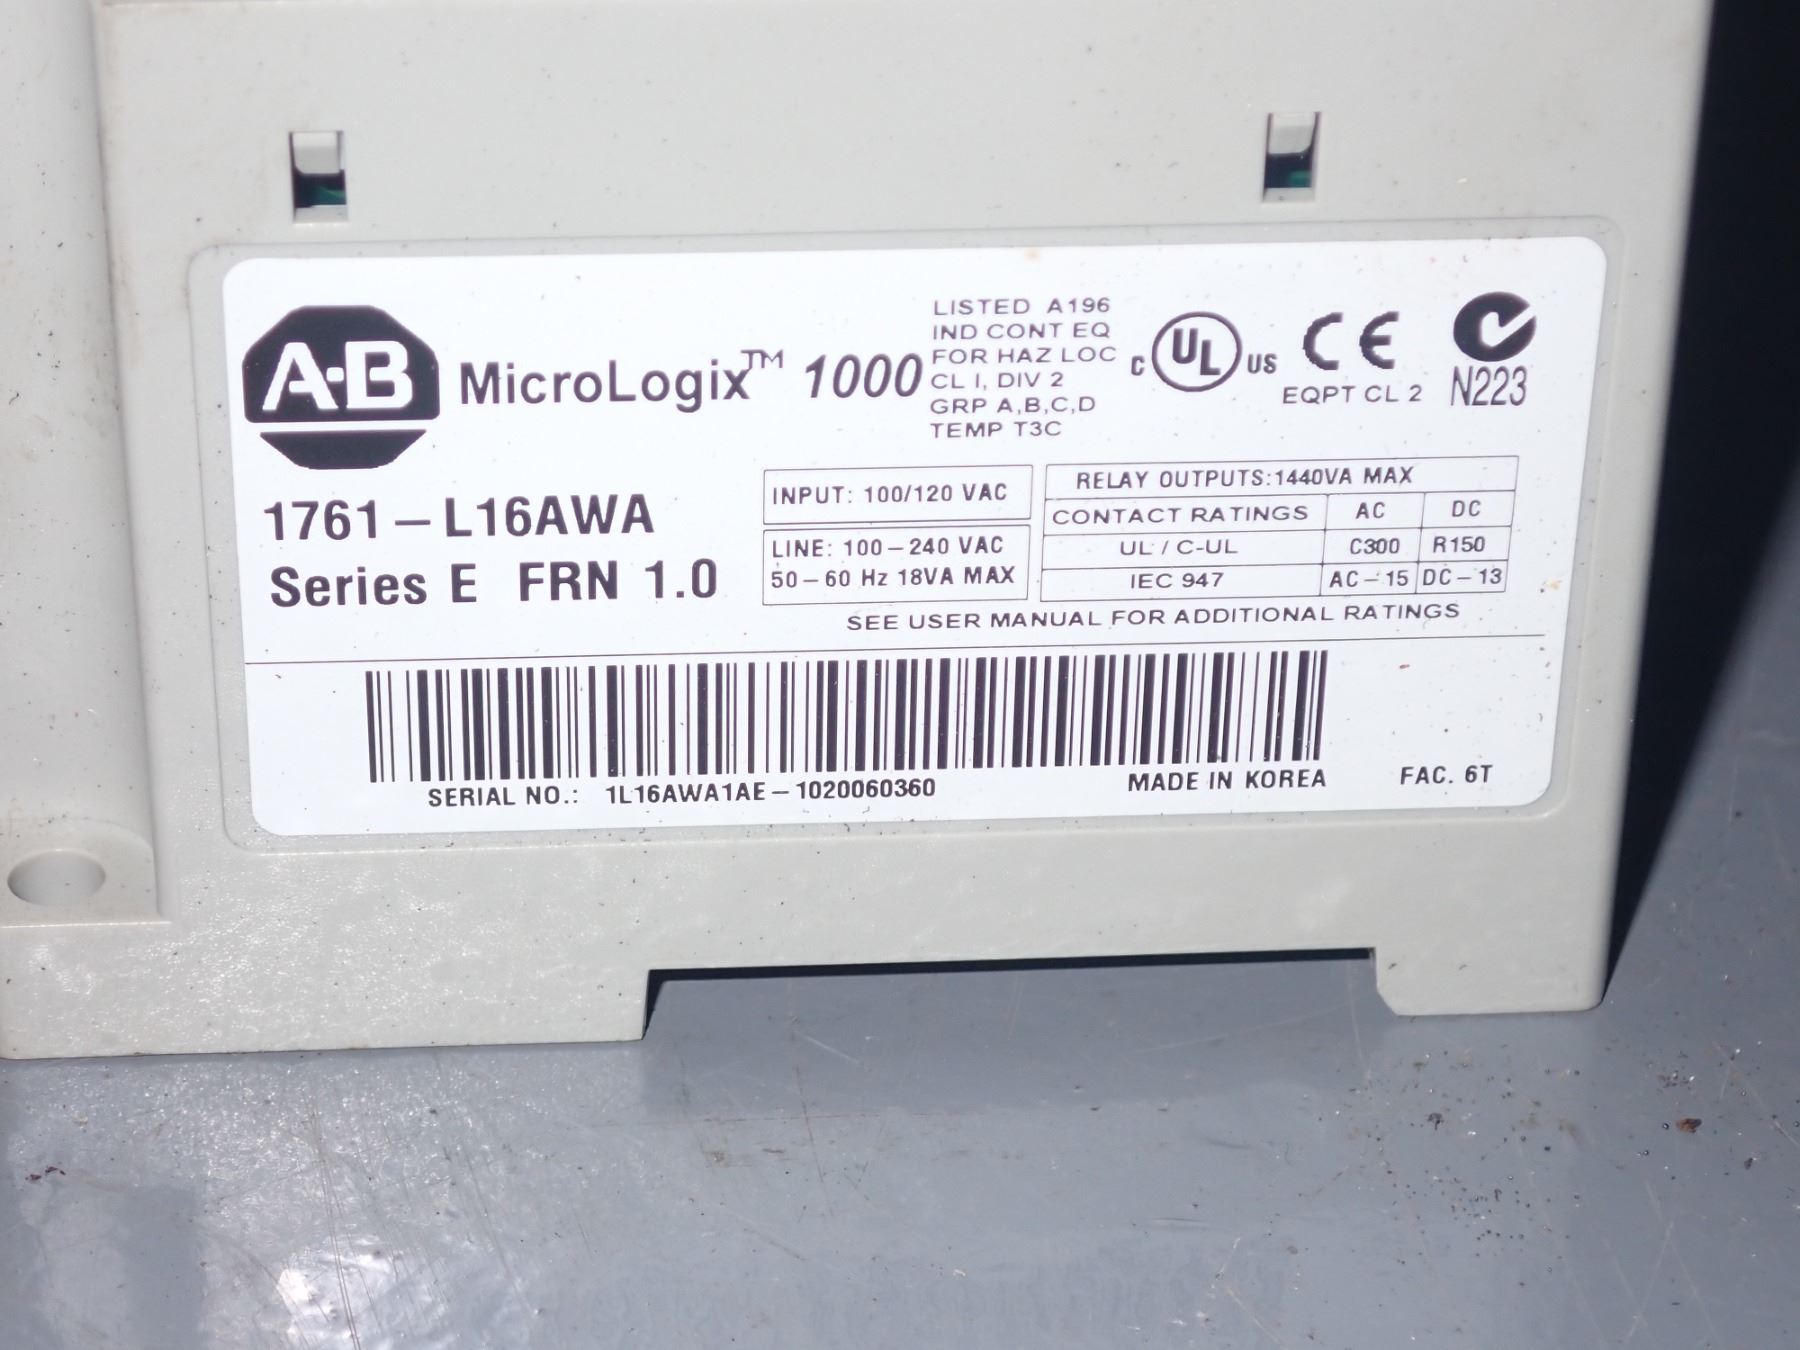 A-B
MicroLogix™ 1000
LISTED A196
IND CONT EQ
FOR HAZ LOC
CL I, DIV 2
GRP A,B,C,D
TEMP T3C
C UL US
CE
EQPT CL 2
N223
1761-L16AWA
Series E FRN 1.0
INPUT: 100/120 VAC
LINE: 100-240 VAC
50-60 Hz 18VA MAX
RELAY OUTPUTS:1440VA MAX
CONTACT RATINGS AC DC
UL / C-UL C300 R150
IEC 947 AC-15 DC-13
SEE USER MANUAL FOR ADDITIONAL RATINGS
SERIAL NO.: 1L16AWA1AE-1020060360
MADE IN KOREA
FAC. 6T